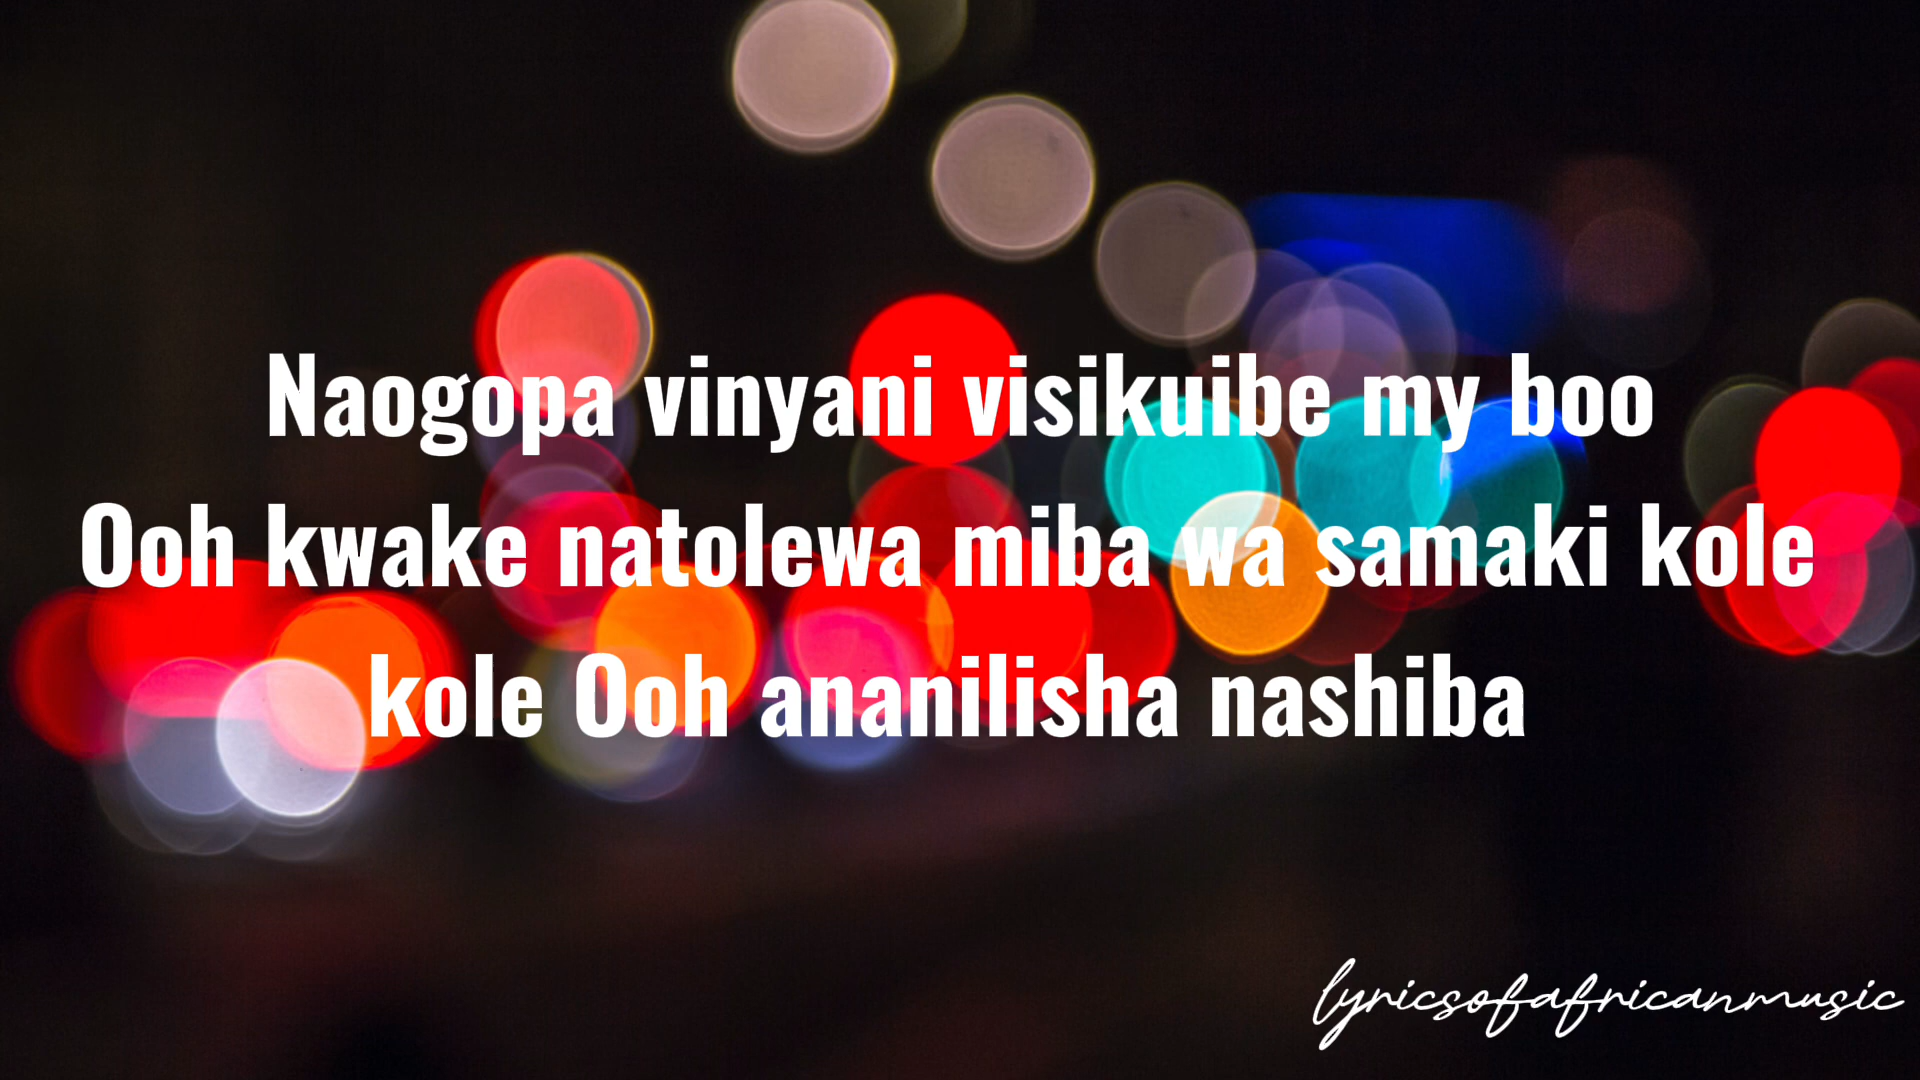 Naogopa vinyani visikuibe my boo
Ooh kwake natolewa miba wa samaki kole
kole Ooh ananilisha nashiba
lyricsofafricanmusic